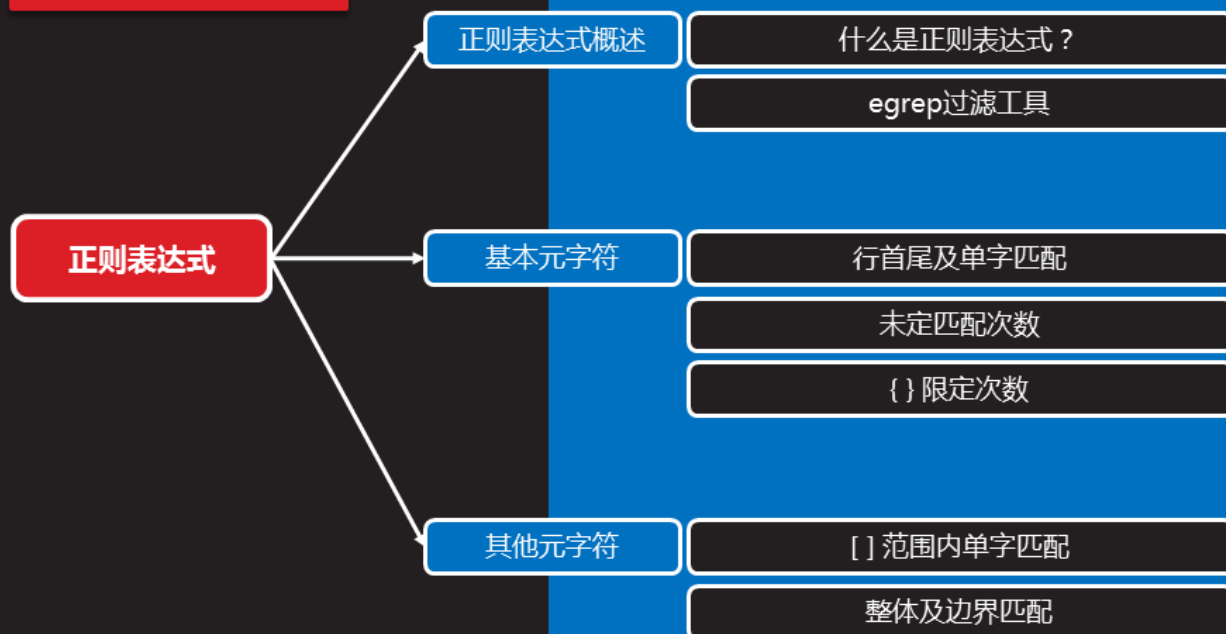 正则表达式概述
什么是正则表达式？
egrep过滤工具
正则表达式
基本元字符
行首尾及单字匹配
未定匹配次数
{ } 限定次数
其他元字符
[ ] 范围内单字匹配
整体及边界匹配